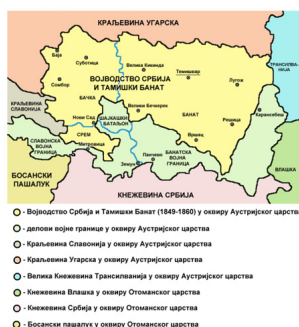 КРАЉЕВИНА УГАРСКА
ТРАНСИЛВА-
НИЈА
Баја
Суботица
Велика Кикинда
Темишвар
Лугож
Сомбор
ВОЈВОДСТВО СРБИЈА
И ТАМИШКИ БАНАТ
БАЧКА
КРАЉЕВИНА
СЛАВОНИЈА
ШАЈКАШКИ
БАТАЉОН
Велики Бечкерек
БАНАТ
Карансебеш
Нови Сад
Решица
СЛАВОНСКА
ВОЈНА
ГРАНИЦА
СРЕМ
Митровица
Вршац
Панчево
Земун
БАНАТСКА
ВОЈНА
ГРАНИЦА
БОСАНСКИ
ПАШАЛУК
ВЛАШКА
КНЕЖЕВИНА СРБИЈА
- Војводство Србија и Тамишки Банат (1849-1860) у оквиру Аустријског царства
- делови војне границе у оквиру Аустријског царства
- Краљевина Славонија у оквиру Аустријског царства
- Краљевина Угарска у оквиру Аустријског царства
- Велика Кнежевина Трансилванија у оквиру Аустријског царства
- Кнежевина Влашка у оквиру Отоманског царства
- Кнежевина Србија у оквиру Отоманског царства
- Босански пашалук у оквиру Отоманског царства